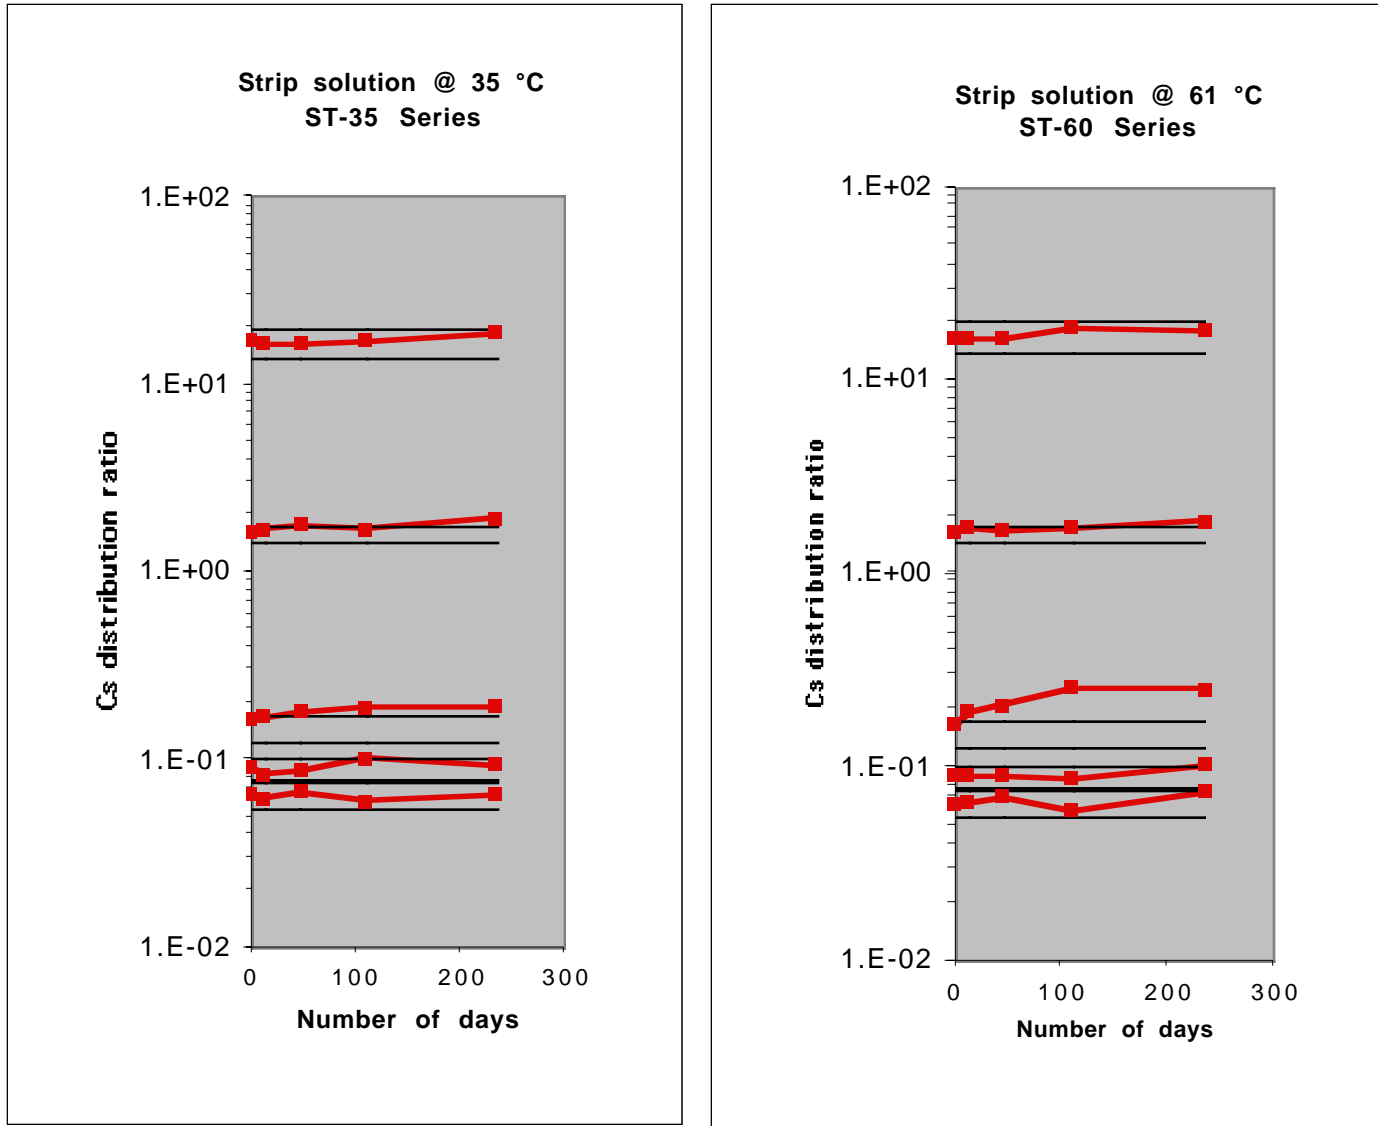 Strip solution @ 35 °C
ST-35 Series
1.E+02
1.E+01
1.E+00
1.E-01
1.E-02
Cs distribution ratio
0 100 200 300
Number of days
Strip solution @ 61 °C
ST-60 Series
1.E+02
1.E+01
1.E+00
1.E-01
1.E-02
Cs distribution ratio
0 100 200 300
Number of days